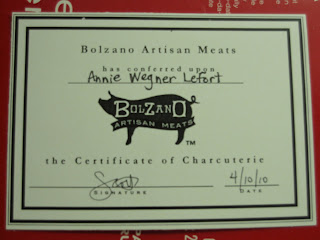 Bolzano Artisan Meats
has conferred upon
Annie Wegner Lefort
BOLZANO
ARTISAN MEATS
TM
the Certificate of Charcuterie
4/10/10
SIGNATURE DATE